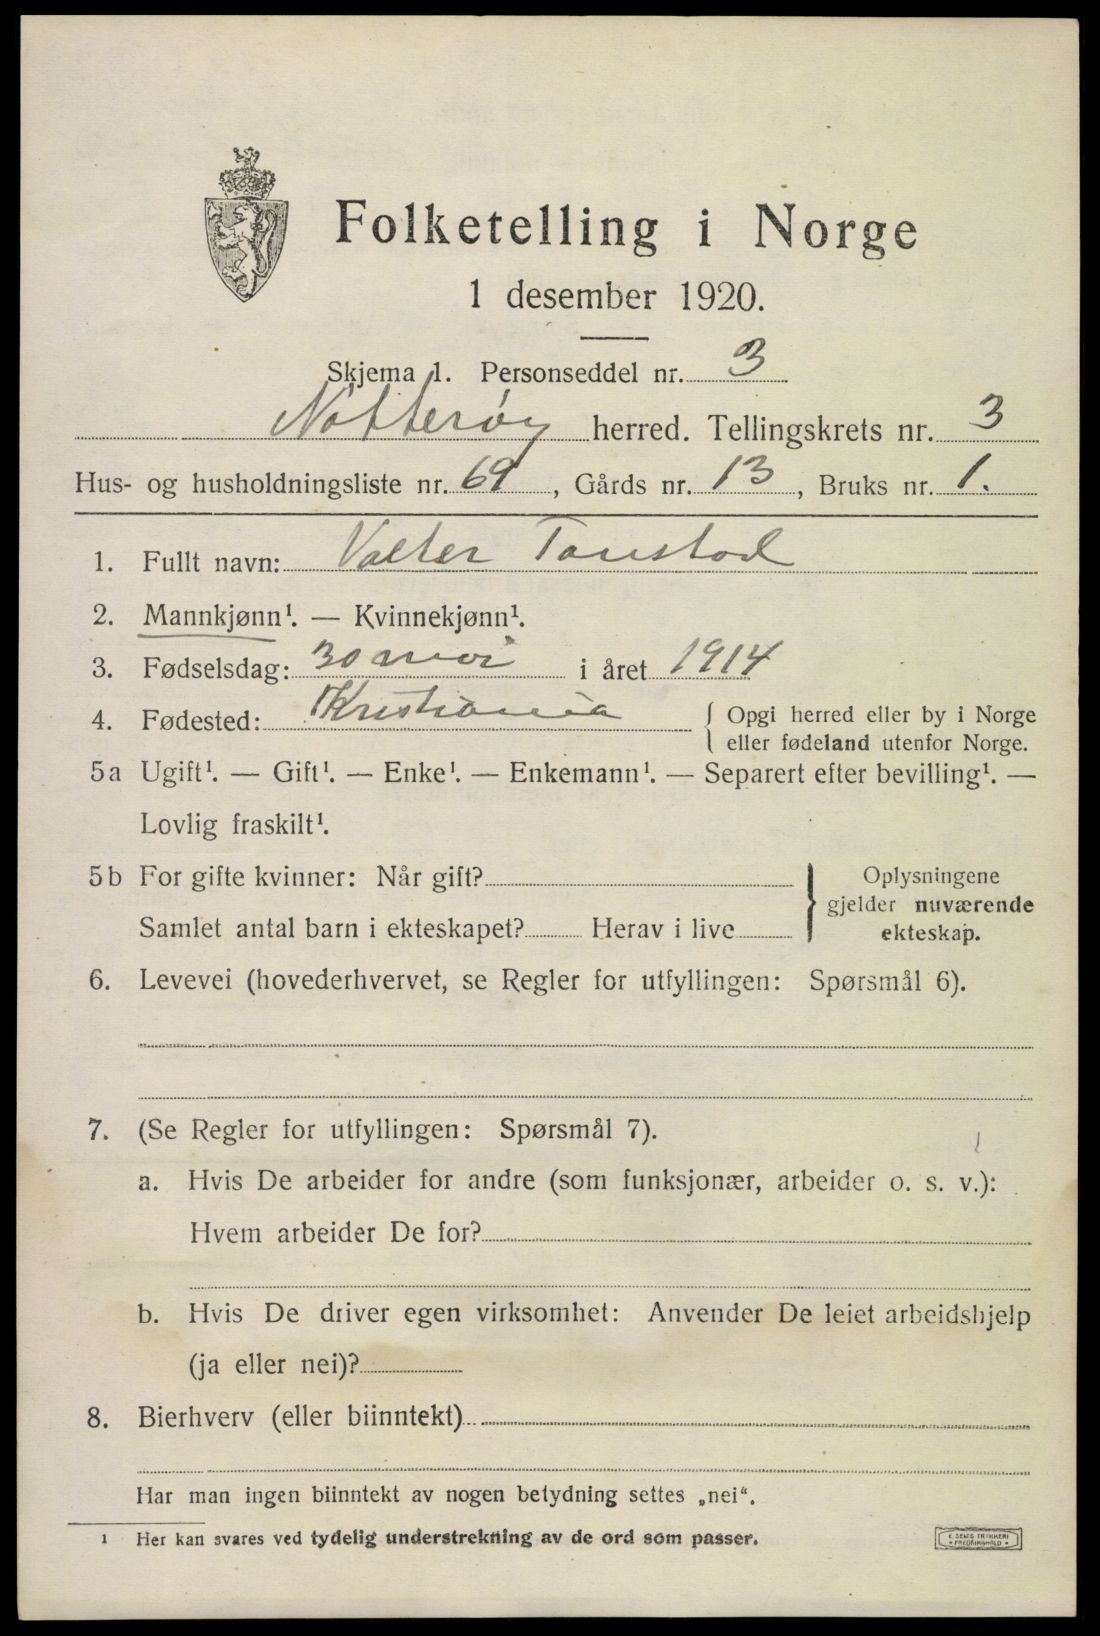 Folketelling i Norge
1 desember 1920.
Skjema 1. Personseddel nr. 3
Nøtterøy herred. Tellingskrets nr. 3
Hus- og husholdningsliste nr. 69, Gårds nr. 13, Bruks nr. 1.
1. Fullt navn: Valter Tanstad
2. Mannkjønn¹. — Kvinnekjønn¹.
3. Fødselsdag: 30 mai i året 1914
4. Fødested: Kristiania { Opgi herred eller by i Norge
eller fødeland utenfor Norge.
5a Ugift¹. — Gift¹. — Enke¹. — Enkemann¹. — Separert efter bevilling¹. —
Lovlig fraskilt¹.
5b For gifte kvinner: Når gift? } Oplysningene
gjelder nuværende
Samlet antal barn i ekteskapet? Herav i live ekteskap.
6. Levevei (hovederhvervet, se Regler for utfyllingen: Spørsmål 6).
7. (Se Regler for utfyllingen: Spørsmål 7).
a. Hvis De arbeider for andre (som funksjonær, arbeider o. s. v.):
Hvem arbeider De for?
b. Hvis De driver egen virksomhet: Anvender De leiet arbeidshjelp
(ja eller nei)?
8. Bierhverv (eller biinntekt)
Har man ingen biinntekt av nogen betydning settes „nei“.
¹ Her kan svares ved tydelig understrekning av de ord som passer.